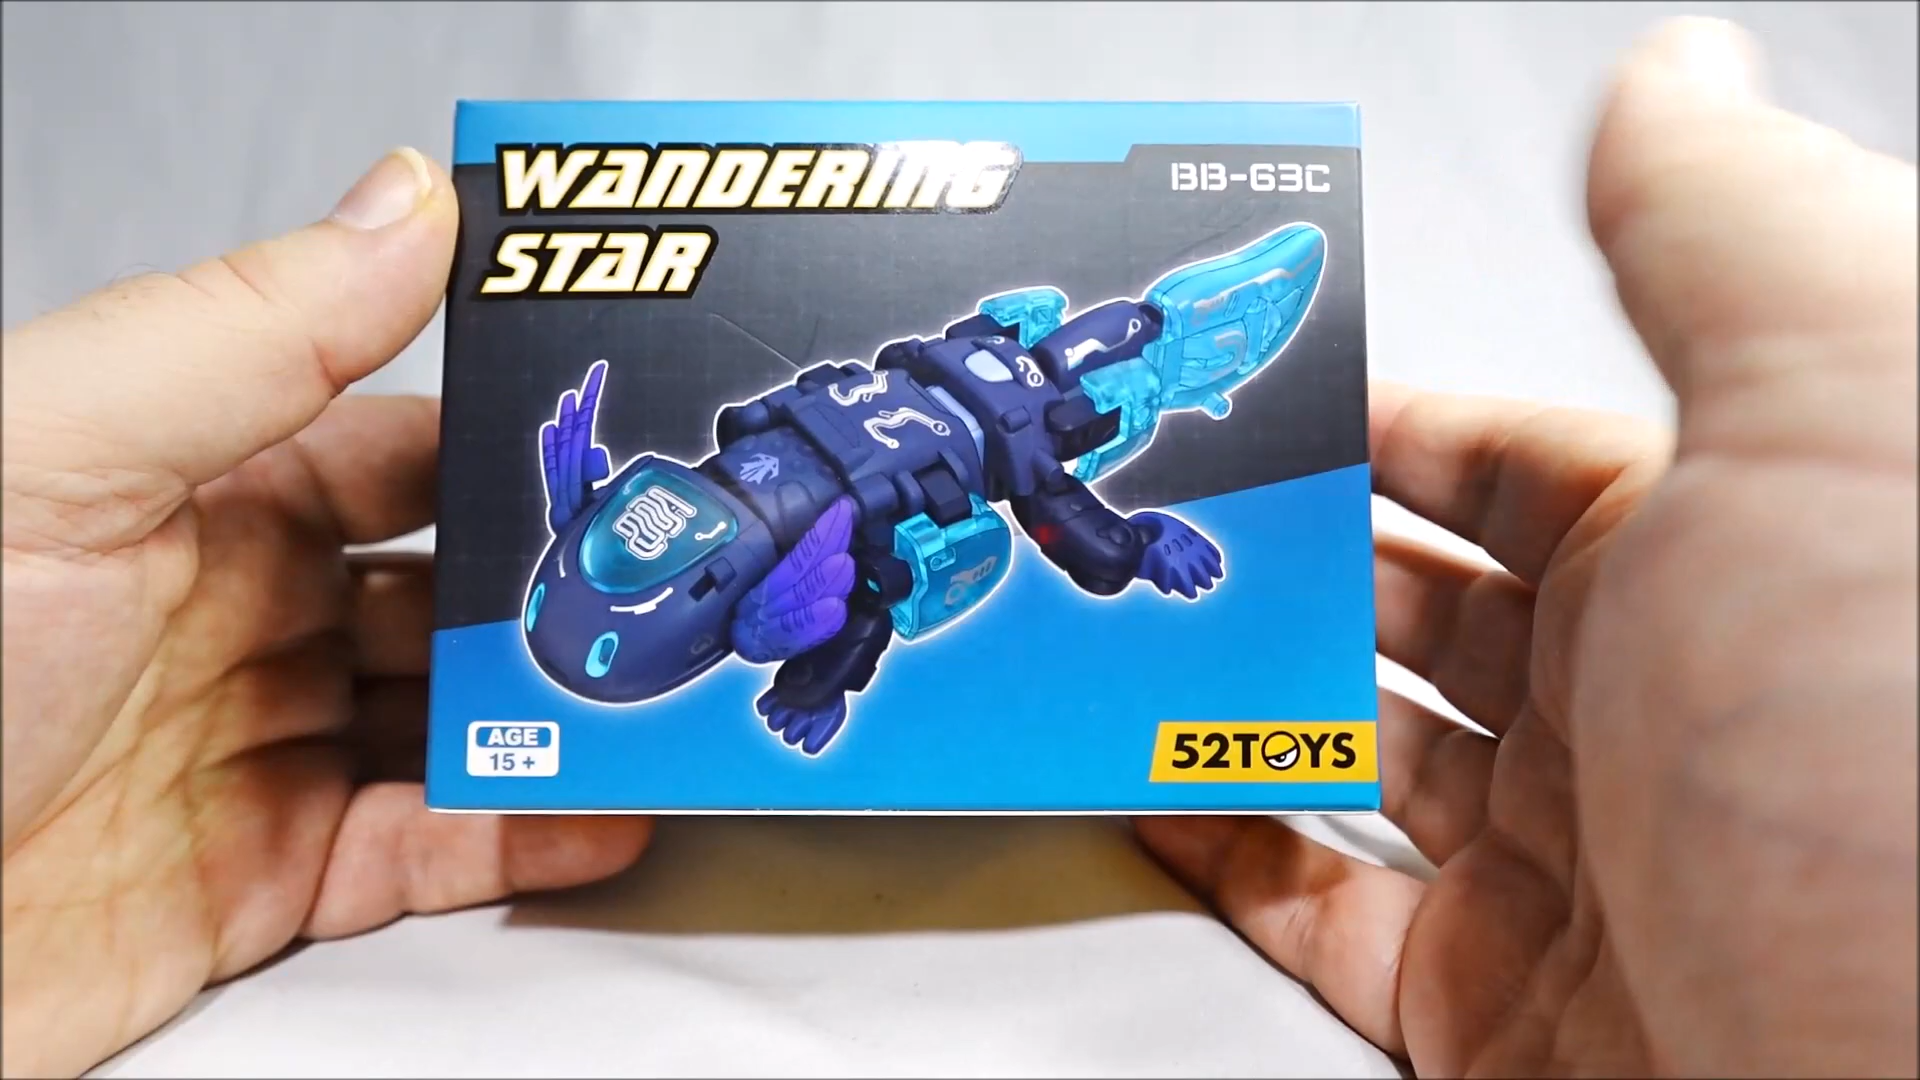 WANDERING
STAR
BB-63C
AGE
15+
52TOYS